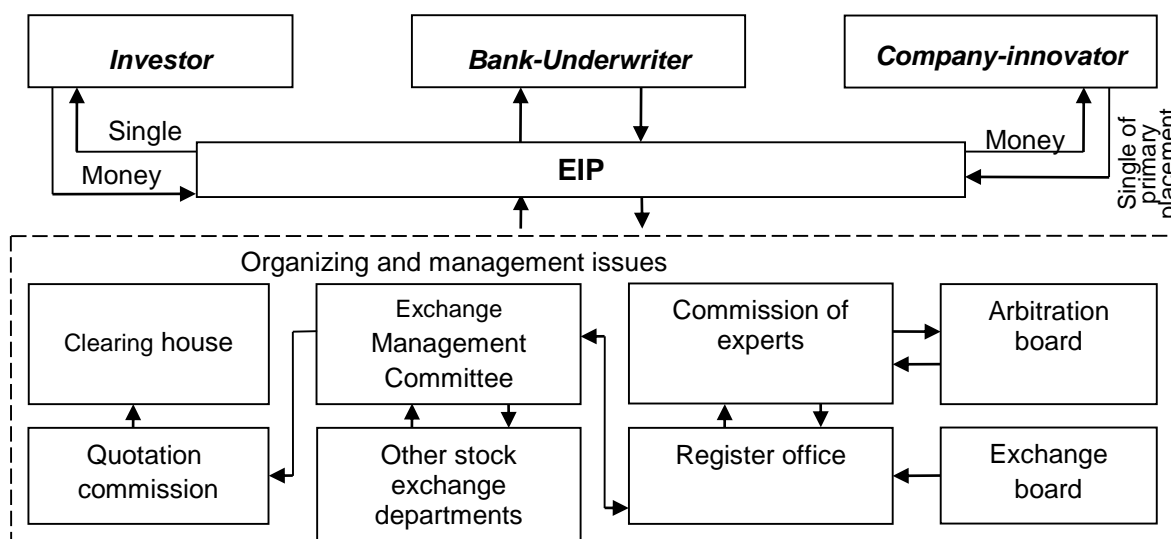 Investor
Bank-Underwriter
Company-innovator
Single
Money
EIP
Money
Single of
primary
placement
Organizing and management issues
Clearing house
Exchange
Management
Committee
Commission of
experts
Arbitration
board
Quotation
commission
Other stock
exchange
departments
Register office
Exchange
board